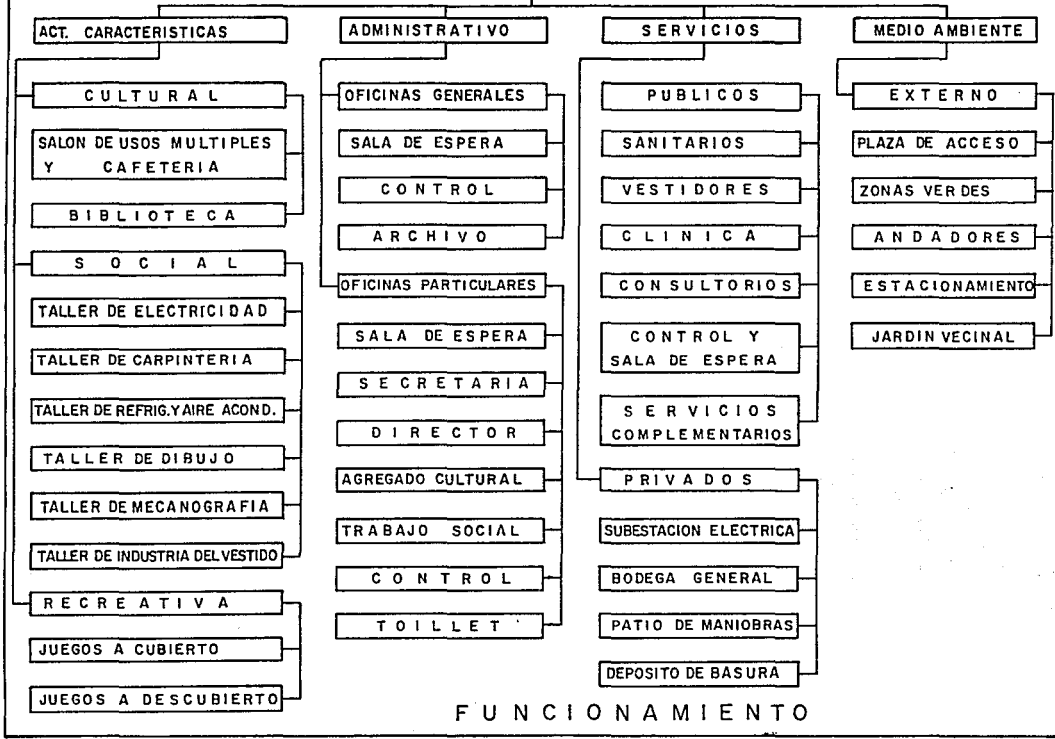 ACT. CARACTERISTICAS
CULTURAL
SALON DE USOS MULTIPLES
Y CAFETERIA
BIBLIOTECA
SOCIAL
TALLER DE ELECTRICIDAD
TALLER DE CARPINTERIA
TALLER DE REFRIG. Y AIRE ACOND.
TALLER DE DIBUJO
TALLER DE MECANOGRAFIA
TALLER DE INDUSTRIA DEL VESTIDO
RECREATIVA
JUEGOS A CUBIERTO
JUEGOS A DESCUBIERTO
ADMINISTRATIVO
OFICINAS GENERALES
SALA DE ESPERA
CONTROL
ARCHIVO
OFICINAS PARTICULARES
SALA DE ESPERA
SECRETARIA
DIRECTOR
AGREGADO CULTURAL
TRABAJO SOCIAL
CONTROL
TOILLET
SERVICIOS
PUBLICOS
SANITARIOS
VESTIDORES
CLINICA
CONSULTORIOS
CONTROL Y
SALA DE ESPERA
SERVICIOS
COMPLEMENTARIOS
PRIVADOS
SUBESTACION ELECTRICA
BODEGA GENERAL
PATIO DE MANIOBRAS
DEPOSITO DE BASURA
MEDIO AMBIENTE
EXTERNO
PLAZA DE ACCESO
ZONAS VERDES
ANDADORES
ESTACIONAMIENTO
JARDIN VECINAL
FUNCIONAMIENTO